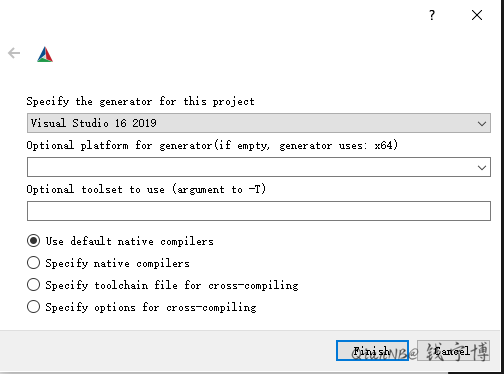 ?
Specify the generator for this project
Visual Studio 16 2019
Optional platform for generator(if empty, generator uses: x64)
Optional toolset to use (argument to -T)
Use default native compilers
Specify native compilers
Specify toolchain file for cross-compiling
Specify options for cross-compiling
Finish
Cancel
@ 钱宇博